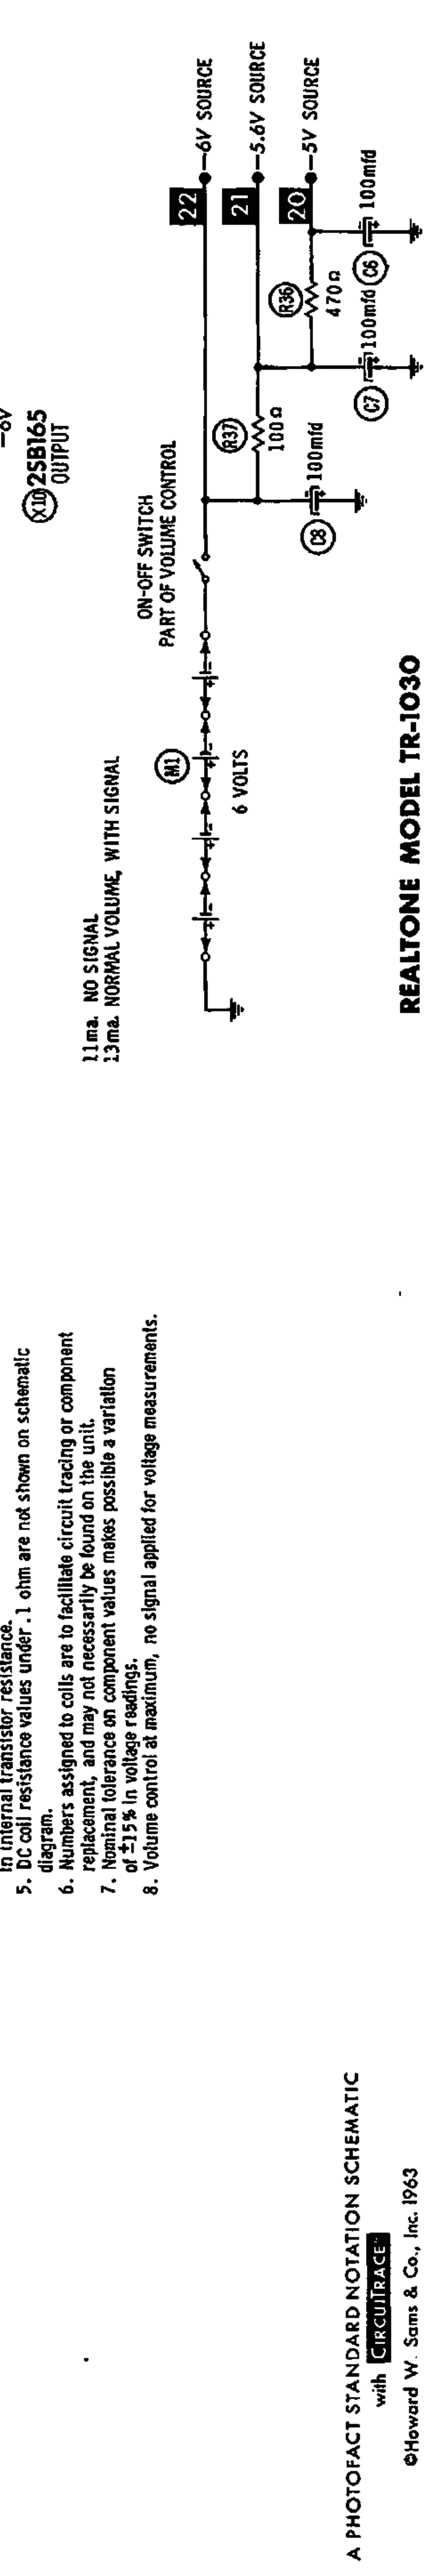 In internal transistor resistance.
5. DC coil resistance values under .1 ohm are not shown on schematic
diagram.
6. Numbers assigned to coils are to facilitate circuit tracing or component
replacement, and may not necessarily be found on the unit.
7. Nominal tolerance on component values makes possible a variation
of ±15% in voltage readings.
8. Volume control at maximum, no signal applied for voltage measurements.
A PHOTOFACT STANDARD NOTATION SCHEMATIC
with CIRCUITRACE
©Howard W. Sams & Co., Inc. 1963
-6V
X10 2SB165
OUTPUT
11ma. NO SIGNAL
13ma. NORMAL VOLUME, WITH SIGNAL
M1
6 VOLTS
ON-OFF SWITCH
PART OF VOLUME CONTROL
22
-6V SOURCE
21
-5.6V SOURCE
20
-5V SOURCE
R37
100Ω
R36
470Ω
C8
100mfd
C7
100mfd
C6
100mfd
REALTONE MODEL TR-1030